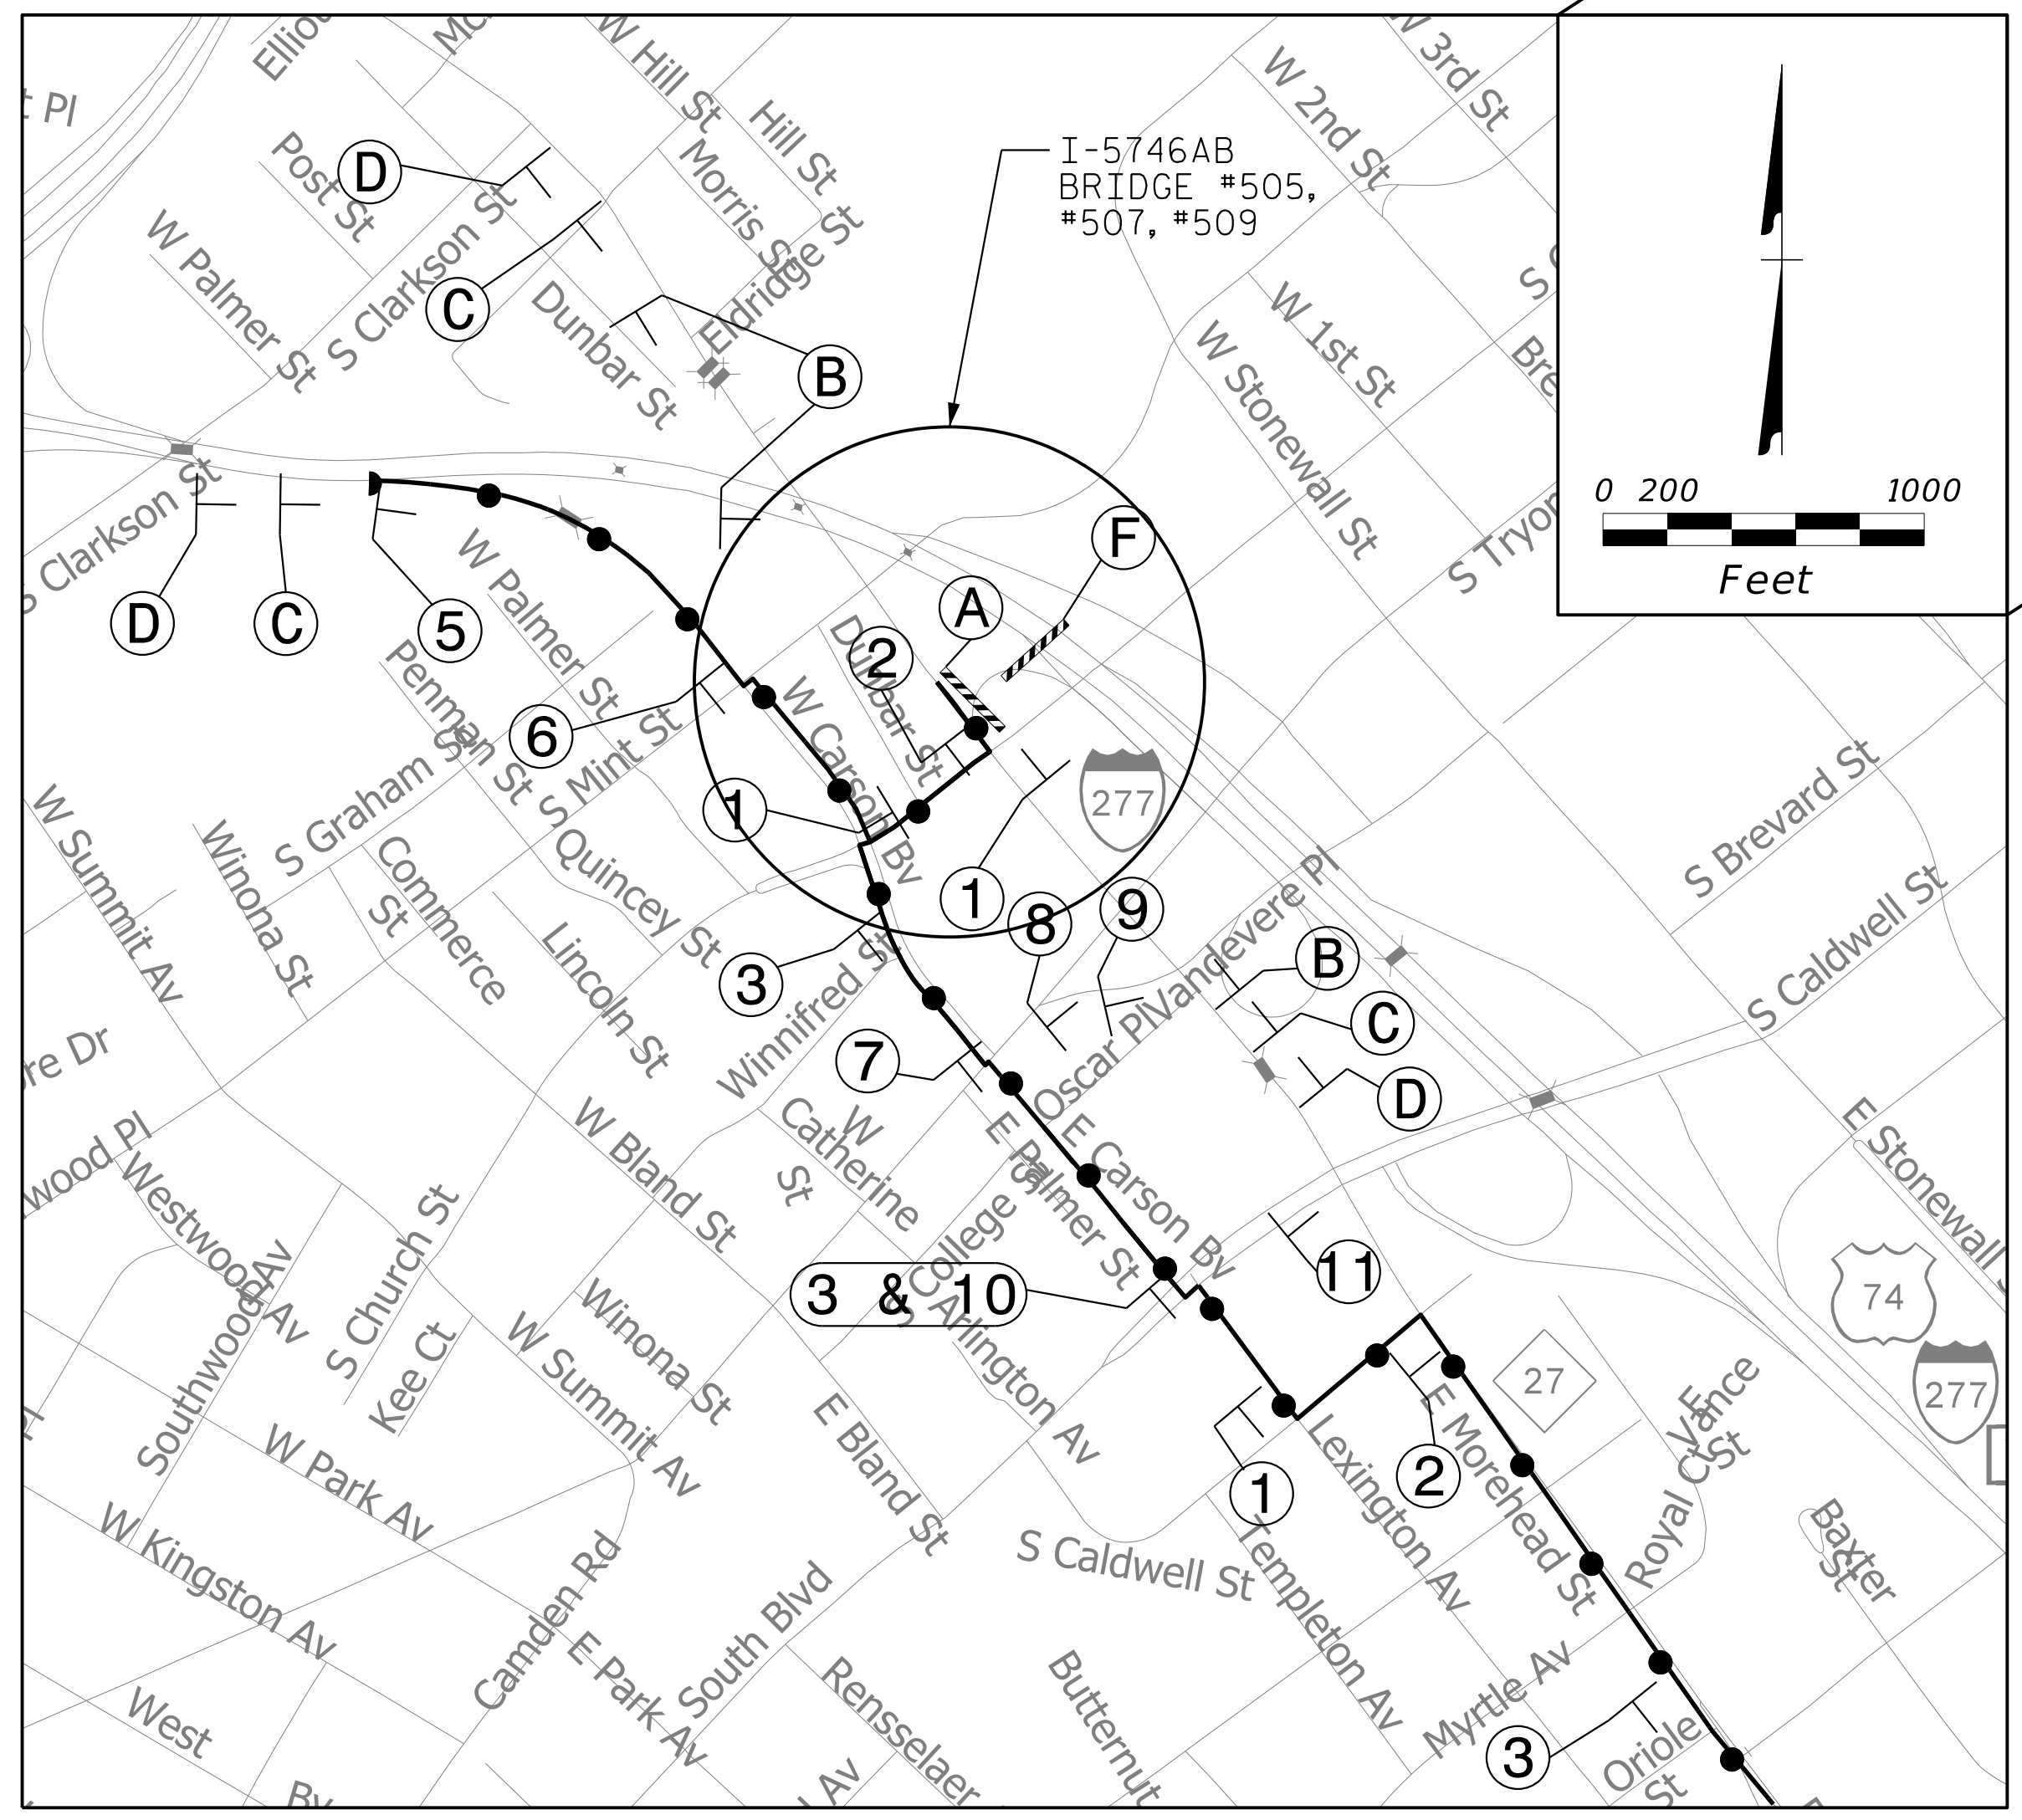 I-5746AB
BRIDGE #505,
#507, #509
0 200 1000
Feet
W Hill St
Hill St
Morris St
Eldridge St
W 2nd St
W 3rd St
W 1st St
Post St
W Palmer St
S Clarkson St
Dunbar St
W Stonewall St
S Tryon
D
C
B
F
A
2
S Clarkson St
D
C
5
W Palmer St
Penman St
S Mint St
6
W Carson Bv
Dunbar St
1
277
1
8
9
3
7
B
C
D
S Graham St
W Summit Av
Winona St
Commerce
St
S Quincey St
Lincoln St
Winnifred St
Vandevere Pl
Oscar Pl
S Brevard St
S Caldwell St
E Stonewall S
74
277
27
W
Catherine
St
E Palmer St
E Carson Bv
W Bland St
S College St
3 & 10
11
Arlington Av
Westwood Av
wood Pl
Southwood Av
S Church St
Kee Ct
W Summit Av
Winona St
E Bland St
W Park Av
W Kingston Av
Camden Rd
E Park Av
South Blvd
Rensselaer
Av
West
Bv
Butternut
S Caldwell St
1
2
Lexington Av
Templeton Av
E Morehead St
Royal Ct
E
Vance
St
Baxter
St
Myrtle Av
Oriole
St
3